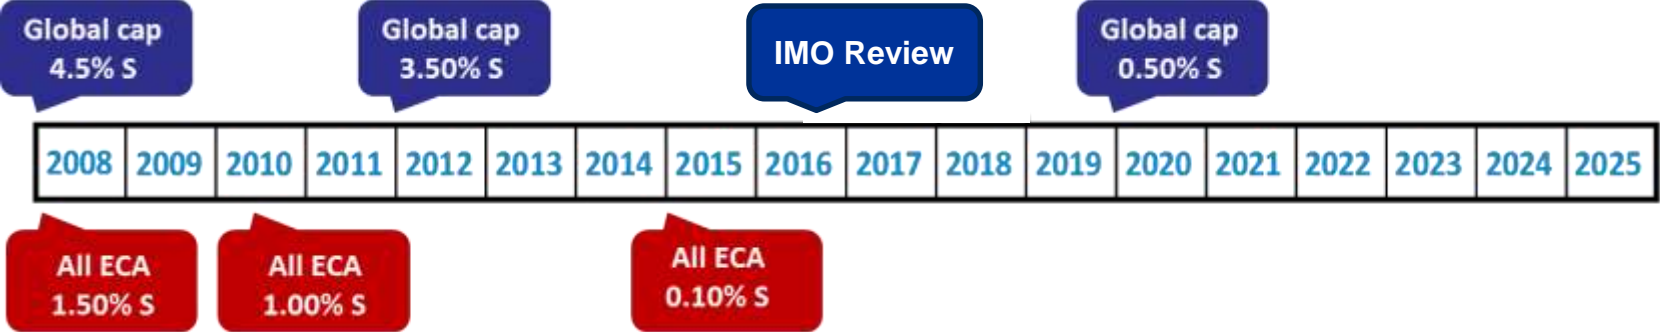 Global cap
4.5% S
Global cap
3.50% S
IMO Review
Global cap
0.50% S
2008 2009 2010 2011 2012 2013 2014 2015 2016 2017 2018 2019 2020 2021 2022 2023 2024 2025
All ECA
1.50% S
All ECA
1.00% S
All ECA
0.10% S